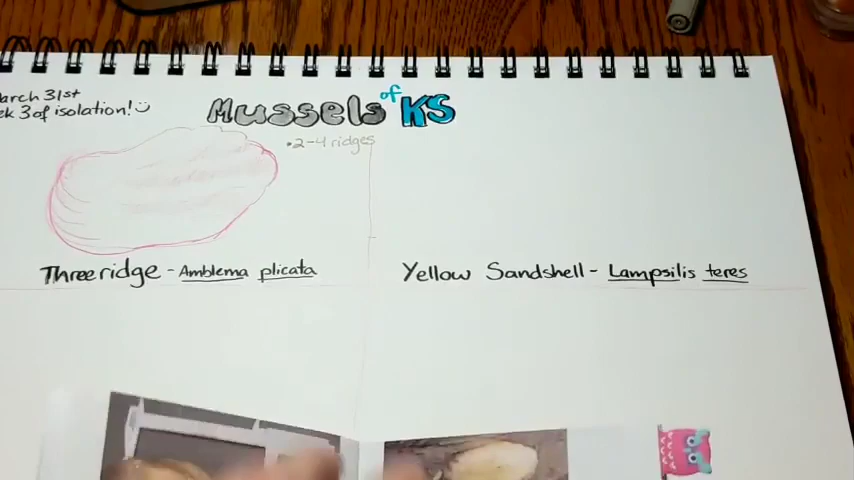 arch 31st
ek 3 of isolation!
Mussels of KS
•2-4 ridges
Threeridge - Amblema plicata
Yellow Sandshell - Lampsilis teres